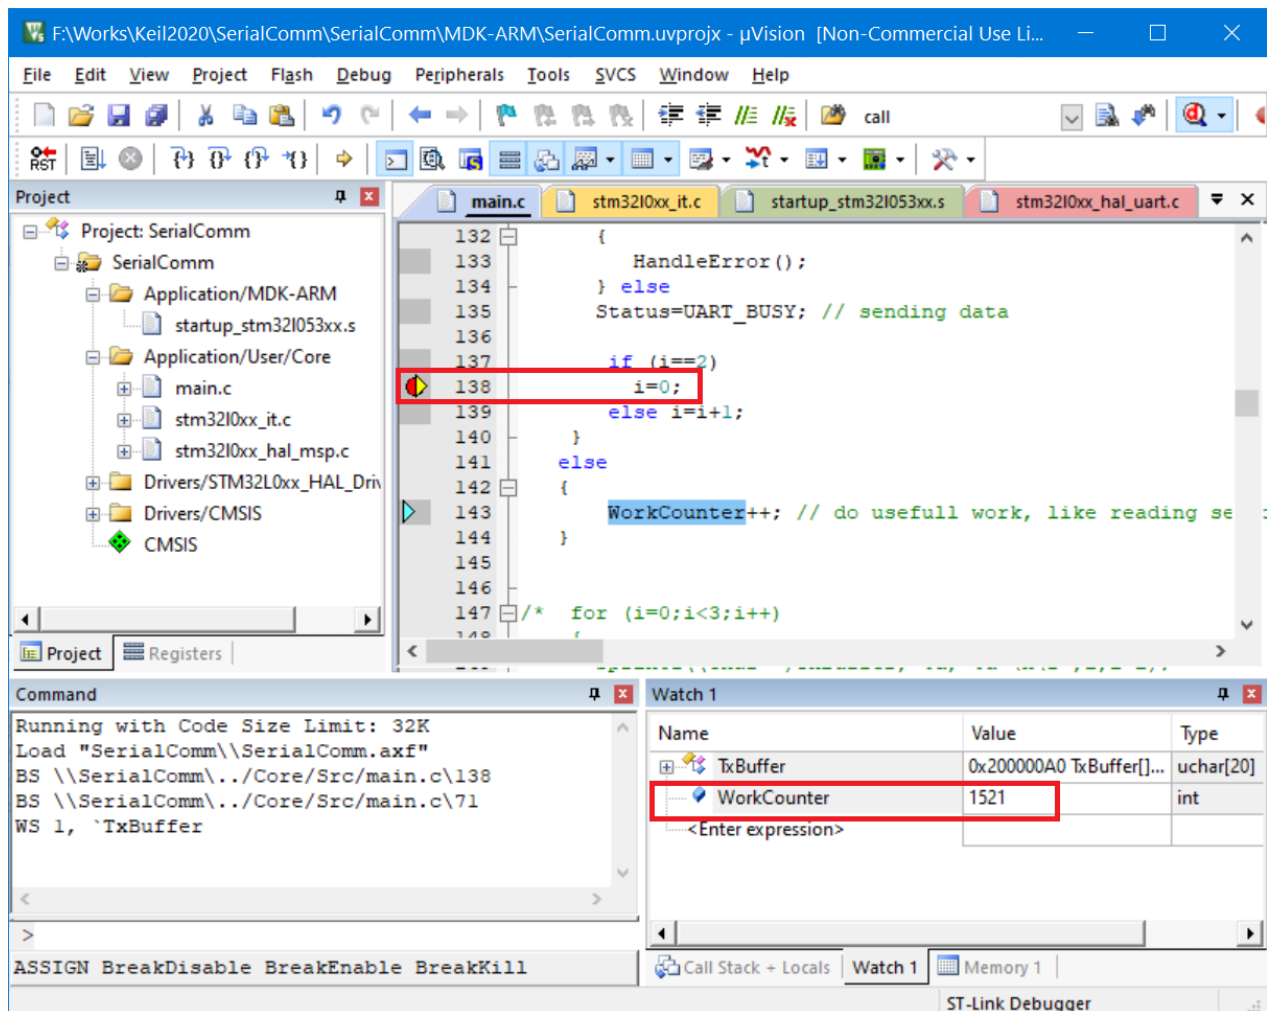 F:\Works\Keil2020\SerialComm\SerialComm\MDK-ARM\SerialComm.uvprojx - µVision [Non-Commercial Use Li...
File Edit View Project Flash Debug Peripherals Tools SVCS Window Help
call
RST
Project
Project: SerialComm
SerialComm
Application/MDK-ARM
startup_stm32l053xx.s
Application/User/Core
main.c
stm32l0xx_it.c
stm32l0xx_hal_msp.c
Drivers/STM32L0xx_HAL_Driv
Drivers/CMSIS
CMSIS
Project Registers
main.c stm32l0xx_it.c startup_stm32l053xx.s stm32l0xx_hal_uart.c
132 {
133 HandleError();
134 } else
135 Status=UART_BUSY; // sending data
136
137 if (i==2)
138 i=0;
139 else i=i+1;
140 }
141 else
142 {
143 WorkCounter++; // do usefull work, like reading se
144 }
145
146
147 /* for (i=0;i<3;i++)
148 {
Command
Running with Code Size Limit: 32K
Load "SerialComm\\SerialComm.axf"
BS \\SerialComm\../Core/Src/main.c\138
BS \\SerialComm\../Core/Src/main.c\71
WS 1, `TxBuffer
>
ASSIGN BreakDisable BreakEnable BreakKill
Watch 1
Name Value Type
TxBuffer 0x200000A0 TxBuffer[]... uchar[20]
WorkCounter 1521 int
<Enter expression>
Call Stack + Locals Watch 1 Memory 1
ST-Link Debugger